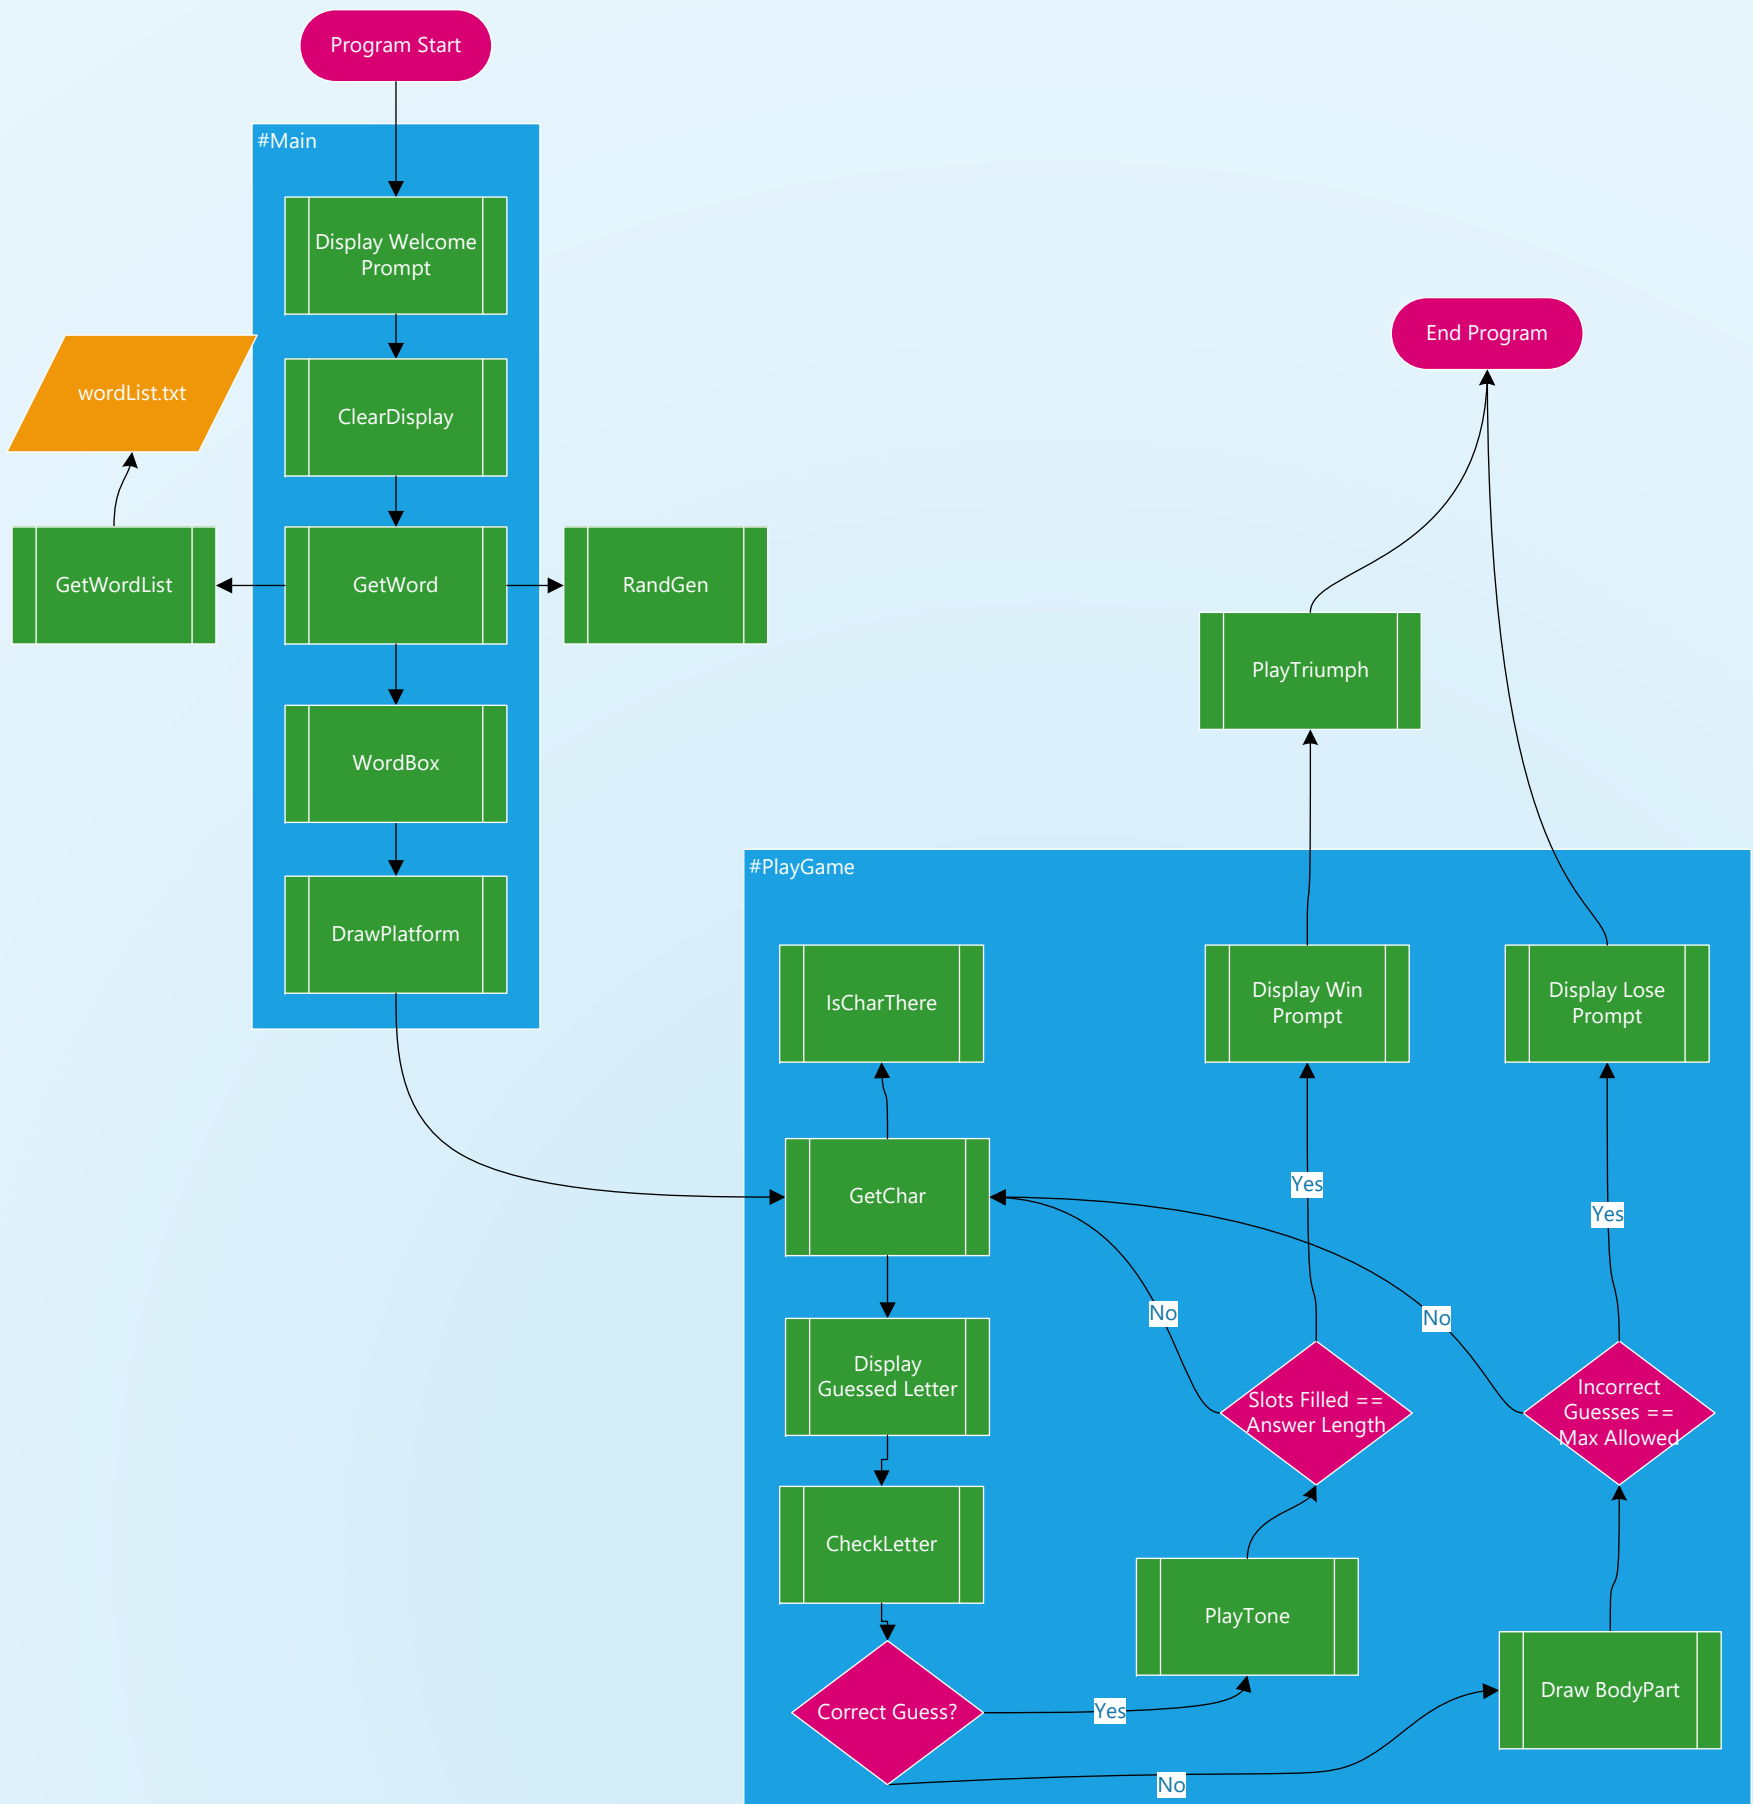 Program Start
#Main
Display Welcome
Prompt
End Program
wordList.txt
ClearDisplay
GetWordList
GetWord
RandGen
PlayTriumph
WordBox
#PlayGame
DrawPlatform
IsCharThere
Display Win
Prompt
Display Lose
Prompt
GetChar
Yes
Yes
No
No
Display
Guessed Letter
Slots Filled ==
Answer Length
Incorrect
Guesses ==
Max Allowed
CheckLetter
PlayTone
Draw BodyPart
Correct Guess?
Yes
No